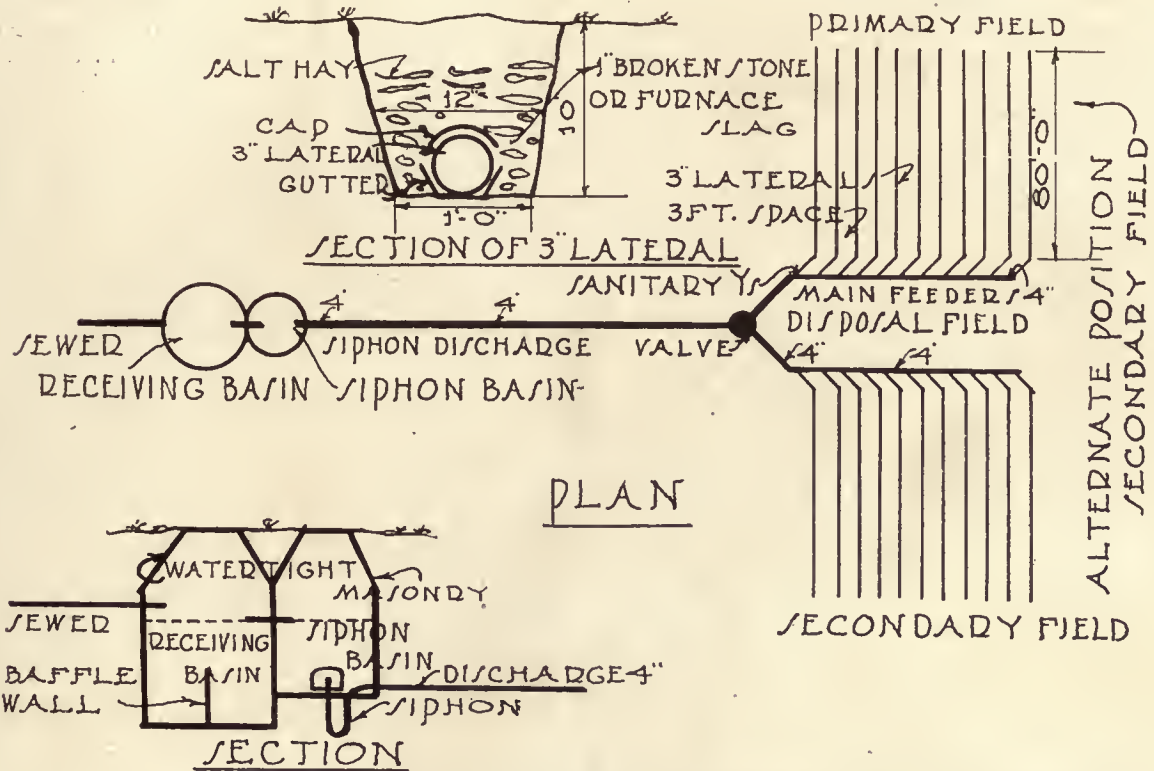 SALT HAY
12"
CAP
3" LATERAL
GUTTER
1'-0"
10
1" BROKEN STONE
OR FURNACE
SLAG
SECTION OF 3" LATERAL
PRIMARY FIELD
3" LATERALS
3 FT. SPACE
80'-0"
ALTERNATE POSITION
SECONDARY FIELD
SANITARY Y'S
MAIN FEEDERS 4"
DISPOSAL FIELD
4"
4"
SEWER
SIPHON DISCHARGE
VALVE
RECEIVING BASIN
SIPHON BASIN
4"
4"
PLAN
SECONDARY FIELD
WATERTIGHT
MASONRY
SEWER
RECEIVING
BASIN
SIPHON
BASIN
BAFFLE
WALL
DISCHARGE 4"
SIPHON
SECTION